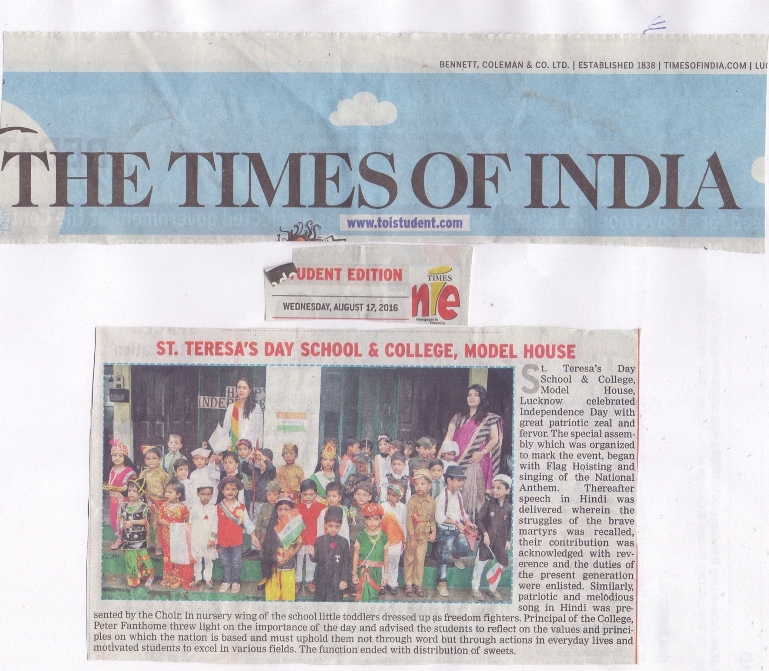 BENNETT, COLEMAN & CO. LTD. | ESTABLISHED 1838 | TIMESOFINDIA.COM |
THE TIMES OF INDIA
www.toistudent.com
UDENT EDITION
WEDNESDAY, AUGUST 17, 2016
TIMES
nie
Newspaper in
Education
ST. TERESA'S DAY SCHOOL & COLLEGE, MODEL HOUSE
St. Teresa's Day
School & College,
Model House,
Lucknow celebrated
Independence Day with
great patriotic zeal and
fervor. The special assem-
bly which was organized
to mark the event, began
with Flag Hoisting and
singing of the National
Anthem. Thereafter
speech in Hindi was
delivered wherein the
struggles of the brave
martyrs was recalled,
their contribution was
acknowledged with rev-
erence and the duties of
the present generation
were enlisted. Similarly,
patriotic and melodious
song in Hindi was pre-
sented by the Choir. In nursery wing of the school little toddlers dressed up as freedom fighters. Principal of the College,
Peter Fanthome threw light on the importance of the day and advised the students to reflect on the values and princi-
ples on which the nation is based and must uphold them not through word but through actions in everyday lives and
motivated students to excel in various fields. The function ended with distribution of sweets.